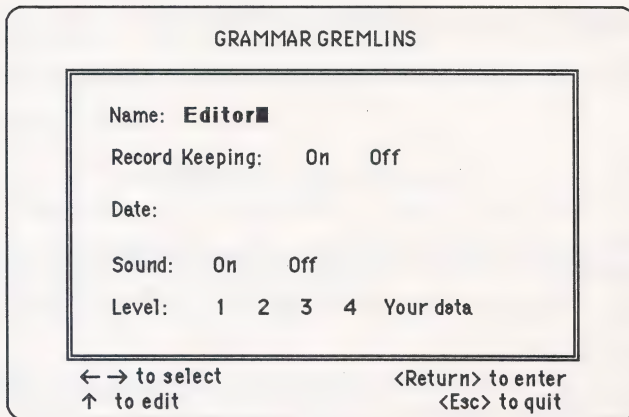 GRAMMAR GREMLINS
Name: Editor
Record Keeping: On Off
Date:
Sound: On Off
Level: 1 2 3 4 Your data
← → to select <Return> to enter
↑ to edit <Esc> to quit